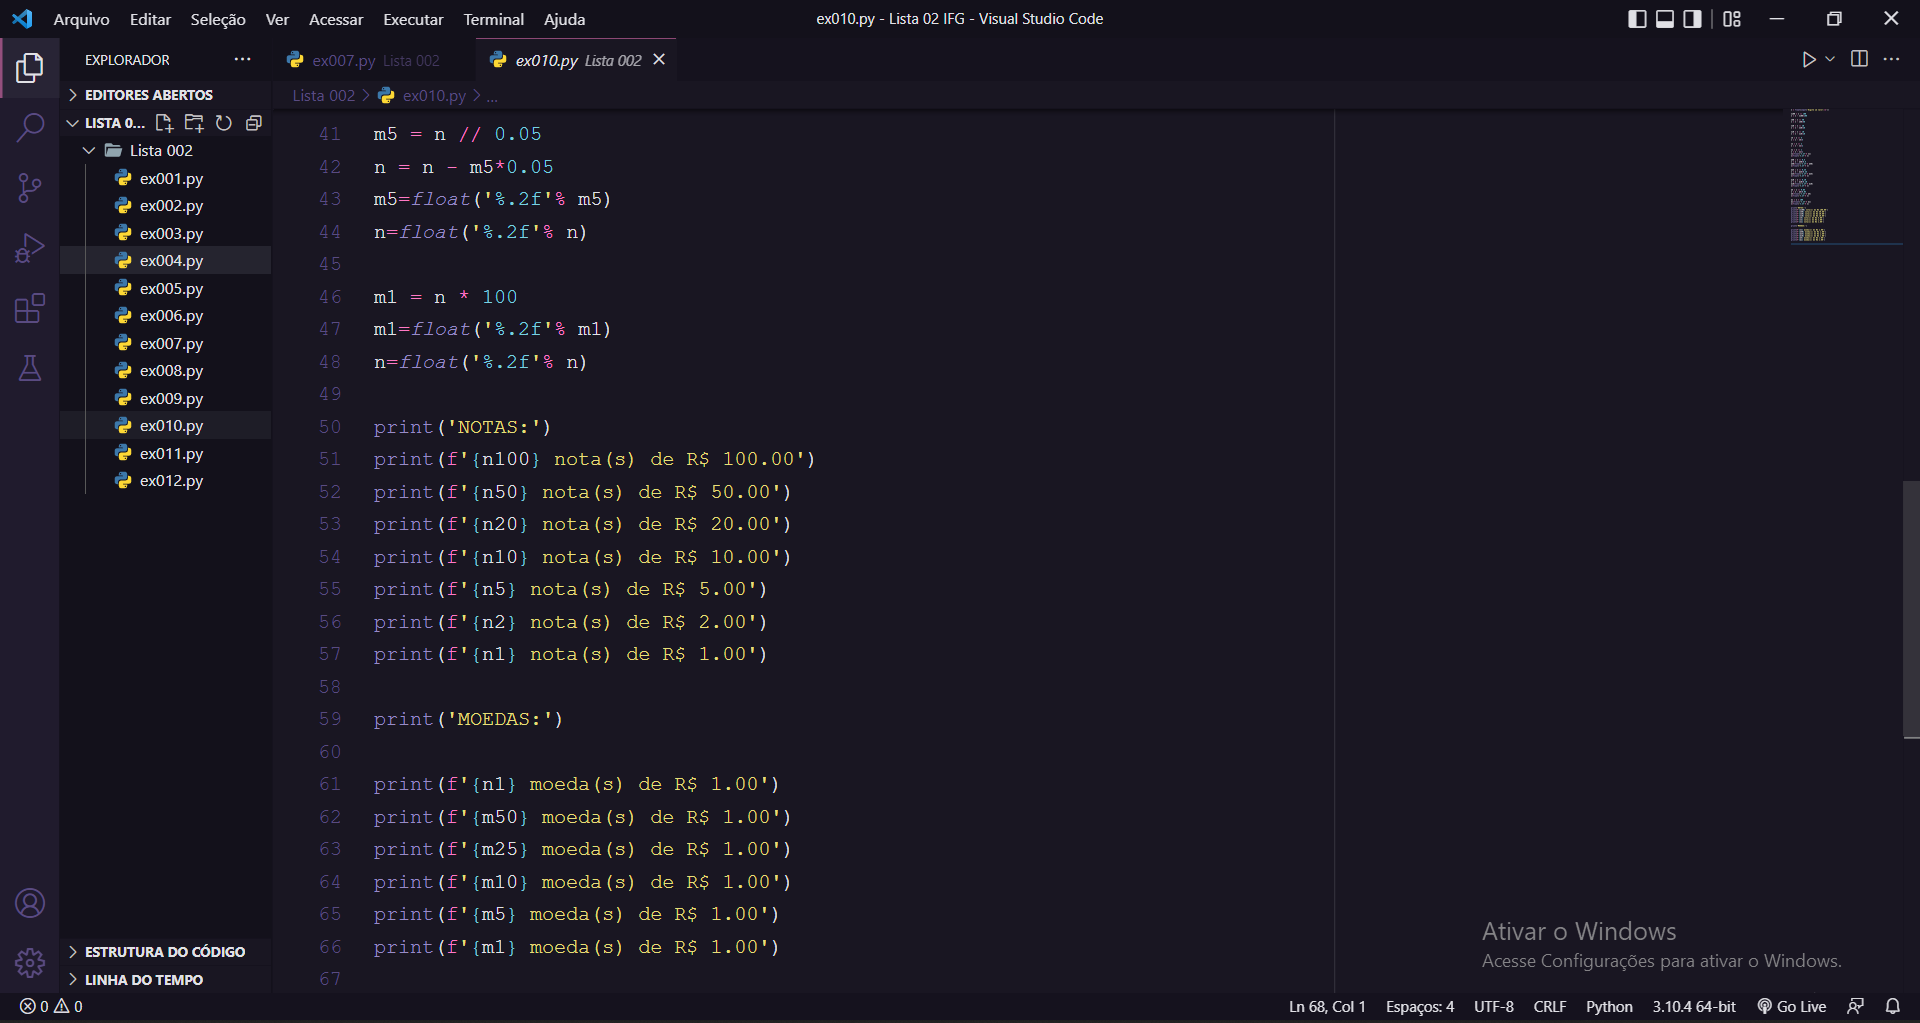 Arquivo Editar Seleção Ver Acessar Executar Terminal Ajuda
ex010.py - Lista 02 IFG - Visual Studio Code
EXPLORADOR
ex007.py Lista 002
ex010.py Lista 002
EDITORES ABERTOS
LISTA 0...
Lista 002
ex001.py
ex002.py
ex003.py
ex004.py
ex005.py
ex006.py
ex007.py
ex008.py
ex009.py
ex010.py
ex011.py
ex012.py
ESTRUTURA DO CÓDIGO
LINHA DO TEMPO
Lista 002 > ex010.py > ...
41 m5 = n // 0.05
42 n = n - m5*0.05
43 m5=float('%.2f'% m5)
44 n=float('%.2f'% n)
45
46 m1 = n * 100
47 m1=float('%.2f'% m1)
48 n=float('%.2f'% n)
49
50 print('NOTAS:')
51 print(f'{n100} nota(s) de R$ 100.00')
52 print(f'{n50} nota(s) de R$ 50.00')
53 print(f'{n20} nota(s) de R$ 20.00')
54 print(f'{n10} nota(s) de R$ 10.00')
55 print(f'{n5} nota(s) de R$ 5.00')
56 print(f'{n2} nota(s) de R$ 2.00')
57 print(f'{n1} nota(s) de R$ 1.00')
58
59 print('MOEDAS:')
60
61 print(f'{n1} moeda(s) de R$ 1.00')
62 print(f'{m50} moeda(s) de R$ 1.00')
63 print(f'{m25} moeda(s) de R$ 1.00')
64 print(f'{m10} moeda(s) de R$ 1.00')
65 print(f'{m5} moeda(s) de R$ 1.00')
66 print(f'{m1} moeda(s) de R$ 1.00')
67
Ativar o Windows
Acesse Configurações para ativar o Windows.
0 0
Ln 68, Col 1 Espaços: 4 UTF-8 CRLF Python 3.10.4 64-bit Go Live